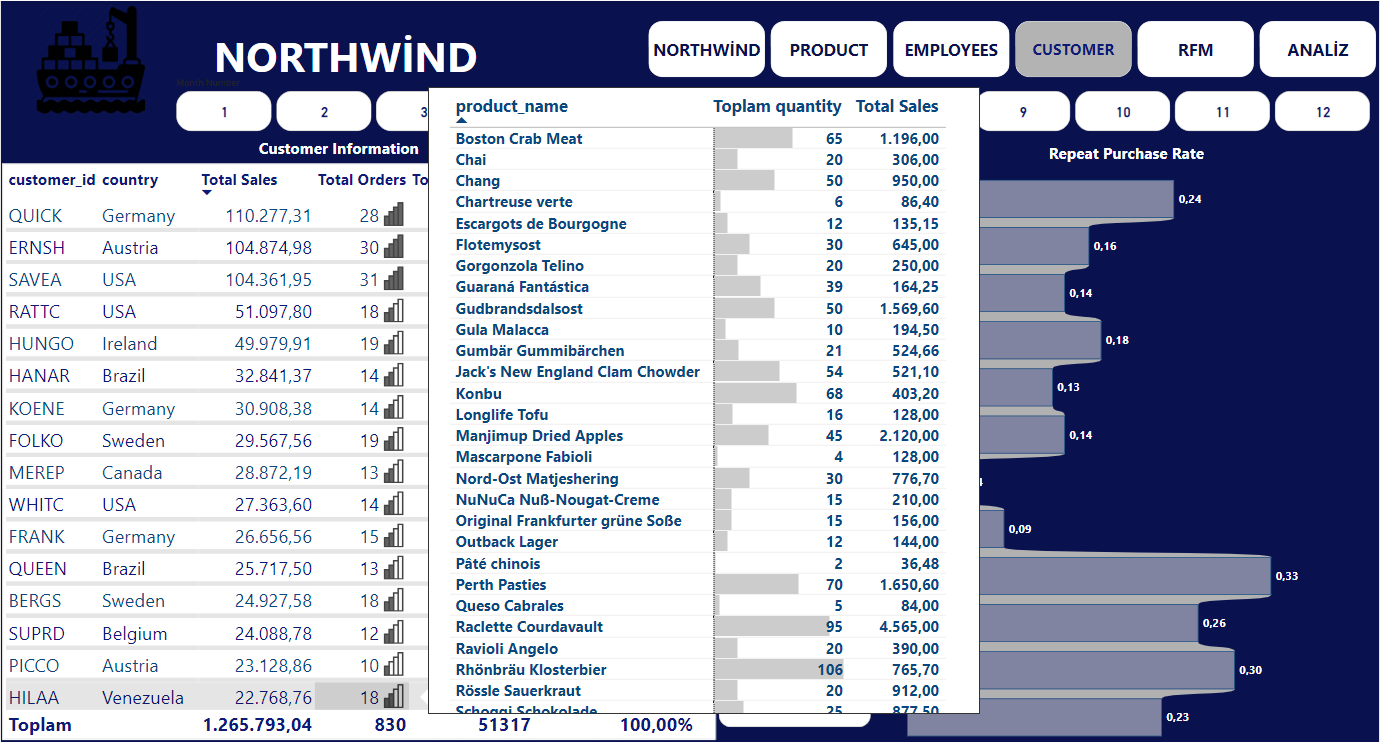 NORTHWİND
NORTHWİND PRODUCT EMPLOYEES CUSTOMER RFM ANALİZ
Month Number
1 2 3 9 10 11 12
Customer Information
customer_id country Total Sales Total Orders To
QUICK Germany 110.277,31 28
ERNSH Austria 104.874,98 30
SAVEA USA 104.361,95 31
RATTC USA 51.097,80 18
HUNGO Ireland 49.979,91 19
HANAR Brazil 32.841,37 14
KOENE Germany 30.908,38 14
FOLKO Sweden 29.567,56 19
MEREP Canada 28.872,19 13
WHITC USA 27.363,60 14
FRANK Germany 26.656,56 15
QUEEN Brazil 25.717,50 13
BERGS Sweden 24.927,58 18
SUPRD Belgium 24.088,78 12
PICCO Austria 23.128,86 10
HILAA Venezuela 22.768,76 18
Toplam 1.265.793,04 830 51317 100,00%
product_name Toplam quantity Total Sales
Boston Crab Meat 65 1.196,00
Chai 20 306,00
Chang 50 950,00
Chartreuse verte 6 86,40
Escargots de Bourgogne 12 135,15
Flotemysost 30 645,00
Gorgonzola Telino 20 250,00
Guaraná Fantástica 39 164,25
Gudbrandsdalsost 50 1.569,60
Gula Malacca 10 194,50
Gumbär Gummibärchen 21 524,66
Jack's New England Clam Chowder 54 521,10
Konbu 68 403,20
Longlife Tofu 16 128,00
Manjimup Dried Apples 45 2.120,00
Mascarpone Fabioli 4 128,00
Nord-Ost Matjeshering 30 776,70
NuNuCa Nuß-Nougat-Creme 15 210,00
Original Frankfurter grüne Soße 15 156,00
Outback Lager 12 144,00
Pâté chinois 2 36,48
Perth Pasties 70 1.650,60
Queso Cabrales 5 84,00
Raclette Courdavault 95 4.565,00
Ravioli Angelo 20 390,00
Rhönbräu Klosterbier 106 765,70
Rössle Sauerkraut 20 912,00
Schoggi Schokolade 25 877,50
Repeat Purchase Rate
0,24
0,16
0,14
0,18
0,13
0,14
4
0,09
0,33
0,26
0,30
0,23